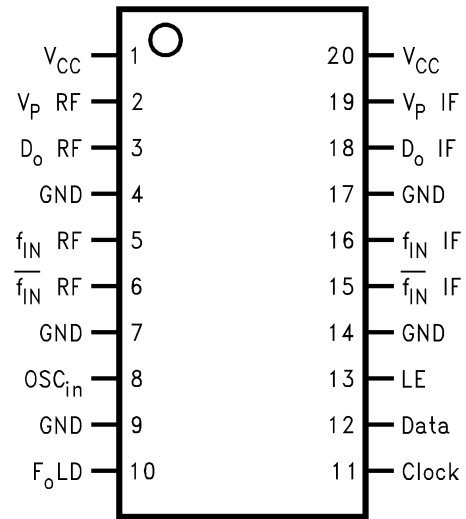 V_CC 1 20 V_CC
V_P RF 2 19 V_P IF
D_o RF 3 18 D_o IF
GND 4 17 GND
f_IN RF 5 16 f_IN IF
f̅_I̅N̅ RF 6 15 f̅_I̅N̅ IF
GND 7 14 GND
OSC_in 8 13 LE
GND 9 12 Data
F_oLD 10 11 Clock